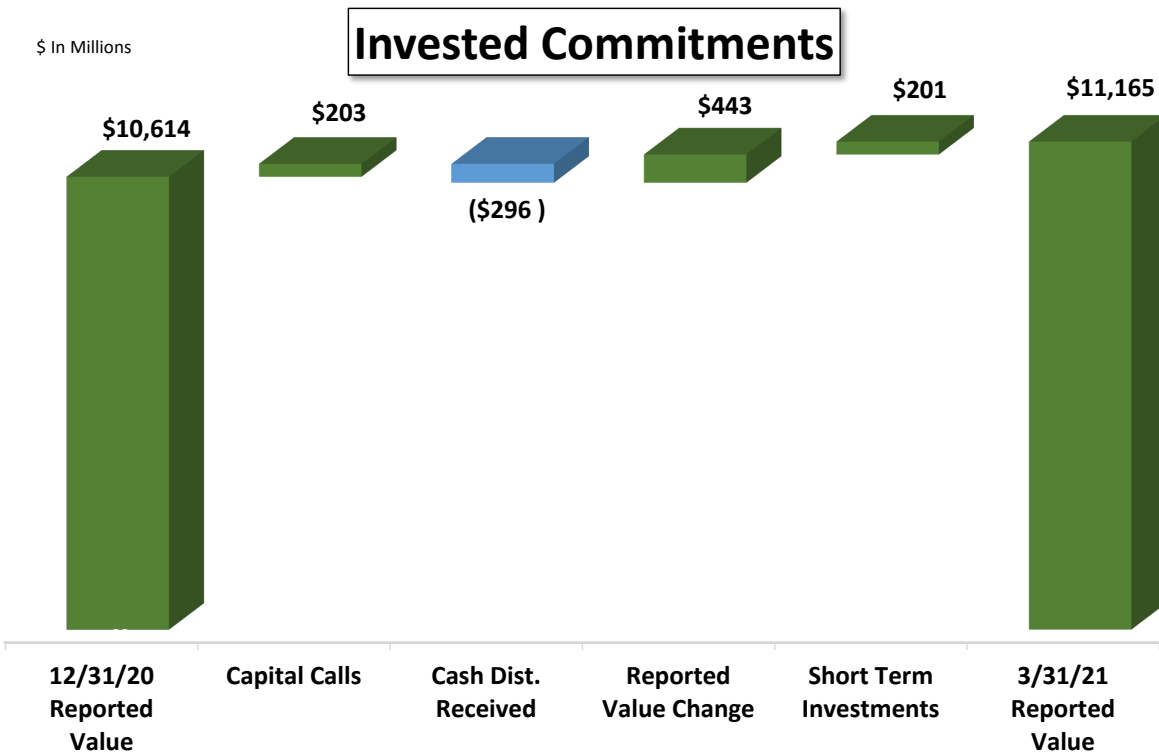 $ In Millions
Invested Commitments
$10,614
$203
($296 )
$443
$201
$11,165
12/31/20
Reported
Value
Capital Calls
Cash Dist.
Received
Reported
Value Change
Short Term
Investments
3/31/21
Reported
Value